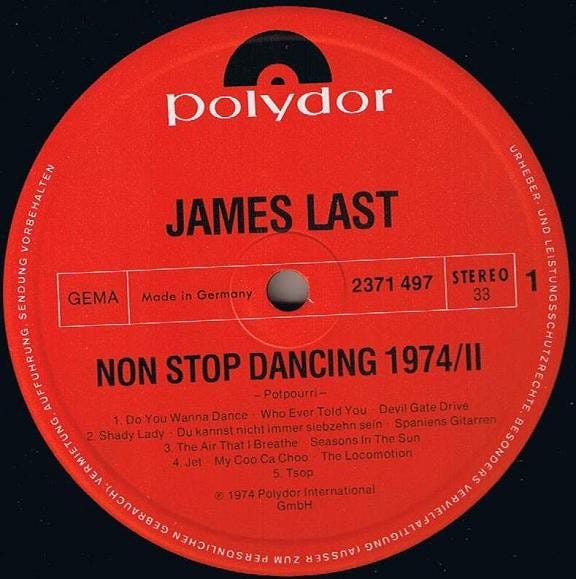 polydor
JAMES LAST
GEMA
Made in Germany
2371 497
STEREO
33
1
NON STOP DANCING 1974/II
– Potpourri –
1. Do You Wanna Dance · Who Ever Told You · Devil Gate Drive
2. Shady Lady · Du kannst nicht immer siebzehn sein · Spaniens Gitarren
3. The Air That I Breathe · Seasons In The Sun
4. Jet · My Coo Ca Choo · The Locomotion
5. Tsop
℗ 1974 Polydor International
GmbH
URHEBER- UND LEISTUNGSSCHUTZRECHTE, BESONDERS VERVIELFÄLTIGUNG (AUSSER ZUM PERSÖNLICHEN GEBRAUCH), VERMIETUNG, AUFFÜHRUNG, SENDUNG VORBEHALTEN